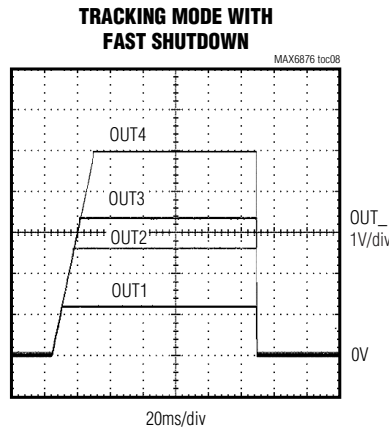 TRACKING MODE WITH
FAST SHUTDOWN
MAX6876 toc08
OUT4
OUT3
OUT2
OUT1
OUT_
1V/div
0V
20ms/div